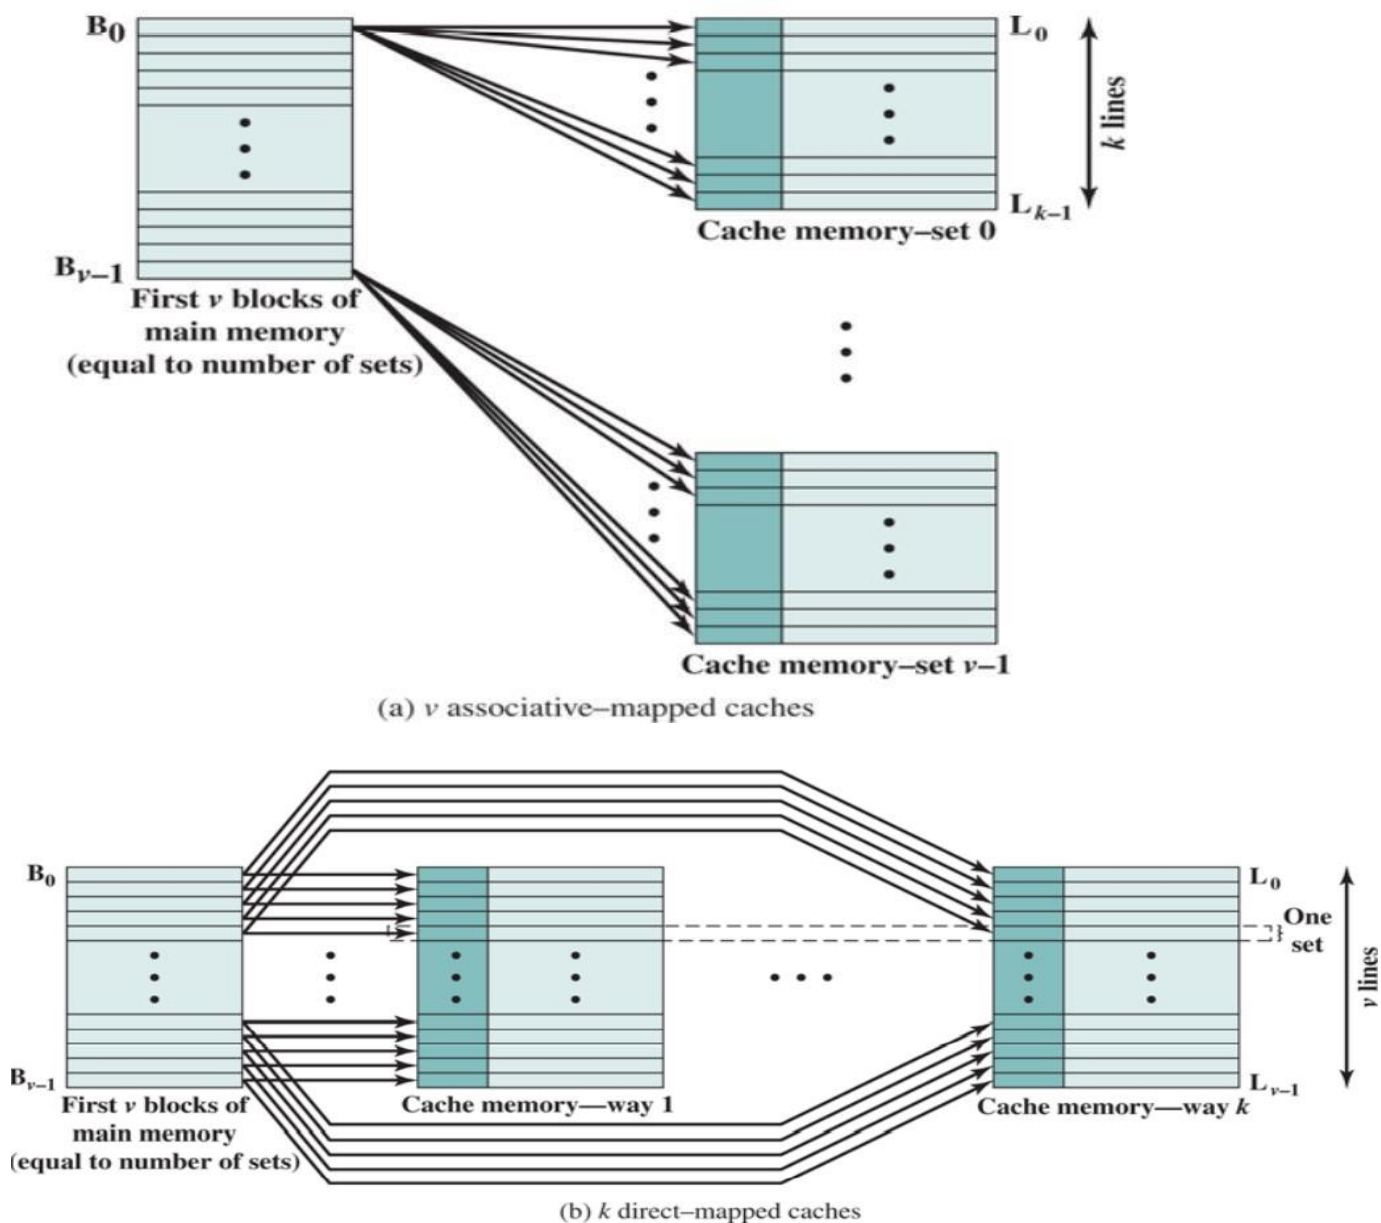 B0
L0
k lines
Lk–1
Cache memory–set 0
Bv–1
First v blocks of
main memory
(equal to number of sets)
Cache memory–set v–1
(a) v associative–mapped caches
B0
L0
One
set
v lines
Bv–1
Lv–1
First v blocks of
main memory
(equal to number of sets)
Cache memory—way 1
Cache memory—way k
(b) k direct–mapped caches